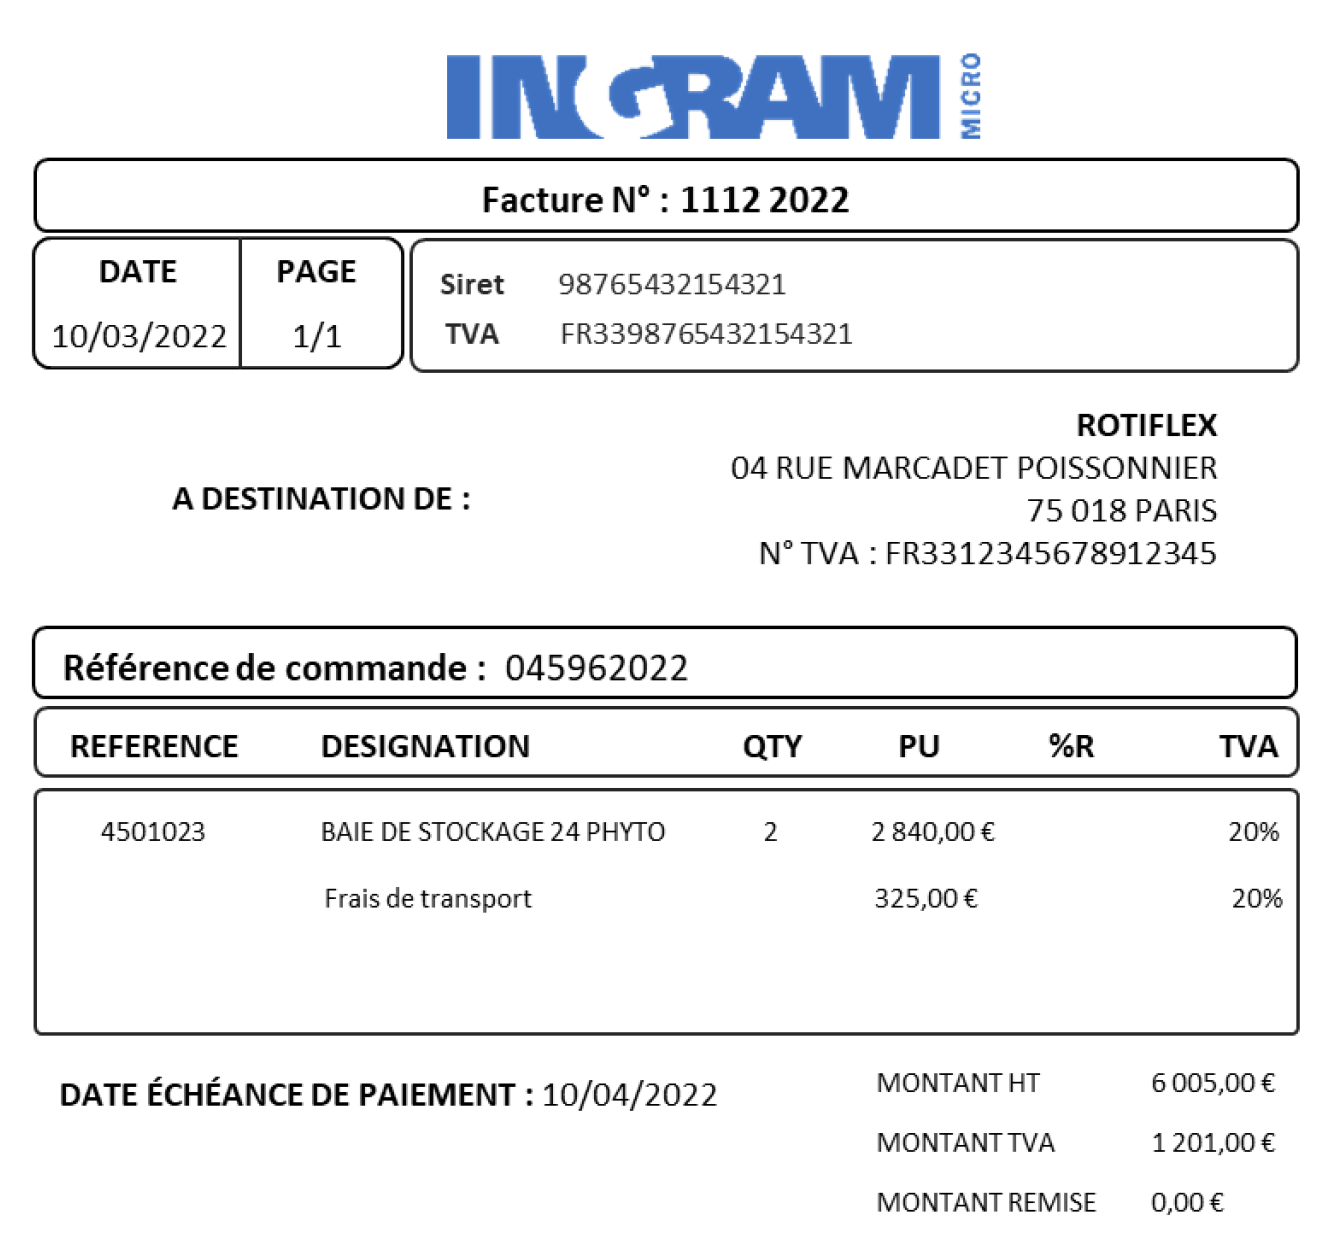 INGRAM MICRO
Facture N° : 1112 2022
DATE PAGE
10/03/2022 1/1
Siret 98765432154321
TVA FR3398765432154321
A DESTINATION DE :
ROTIFLEX
04 RUE MARCADET POISSONNIER
75 018 PARIS
N° TVA : FR3312345678912345
Référence de commande : 045962022
REFERENCE DESIGNATION QTY PU %R TVA
4501023 BAIE DE STOCKAGE 24 PHYTO 2 2 840,00 € 20%
Frais de transport 325,00 € 20%
DATE ÉCHÉANCE DE PAIEMENT : 10/04/2022
MONTANT HT 6 005,00 €
MONTANT TVA 1 201,00 €
MONTANT REMISE 0,00 €